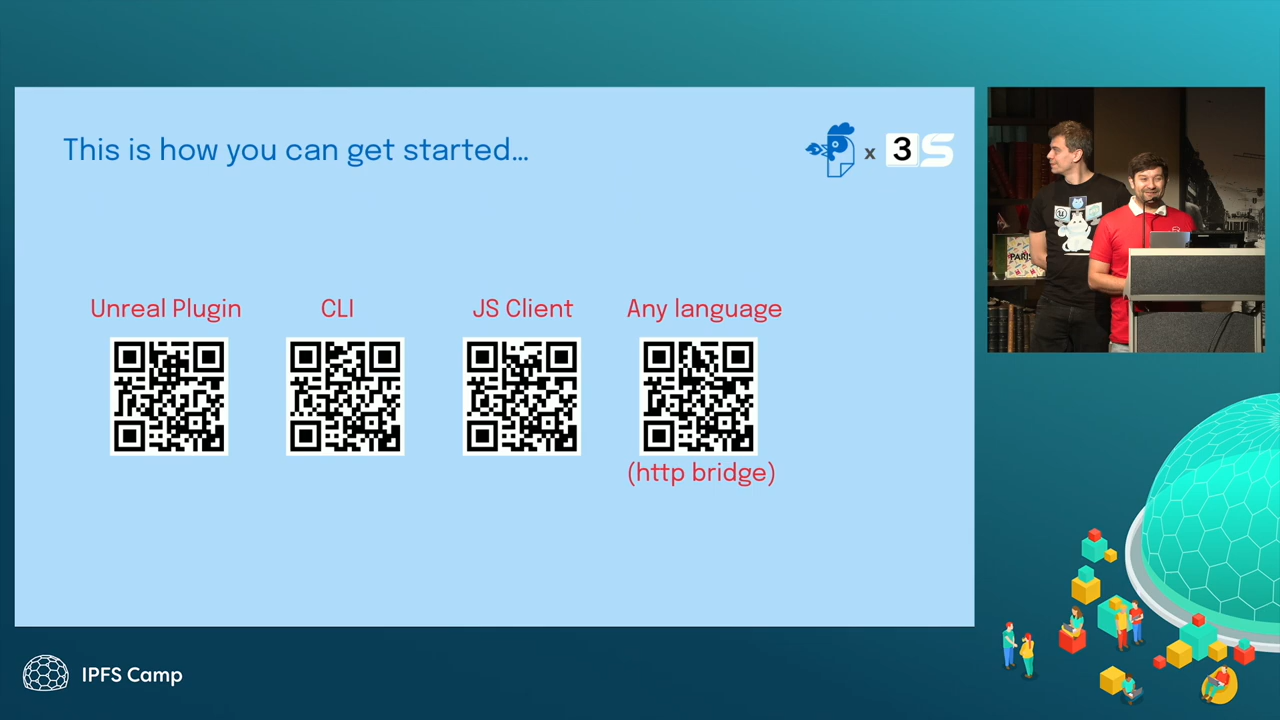 This is how you can get started...
x 3S
Unreal Plugin
CLI
JS Client
Any language
(http bridge)
PARIS
IPFS Camp